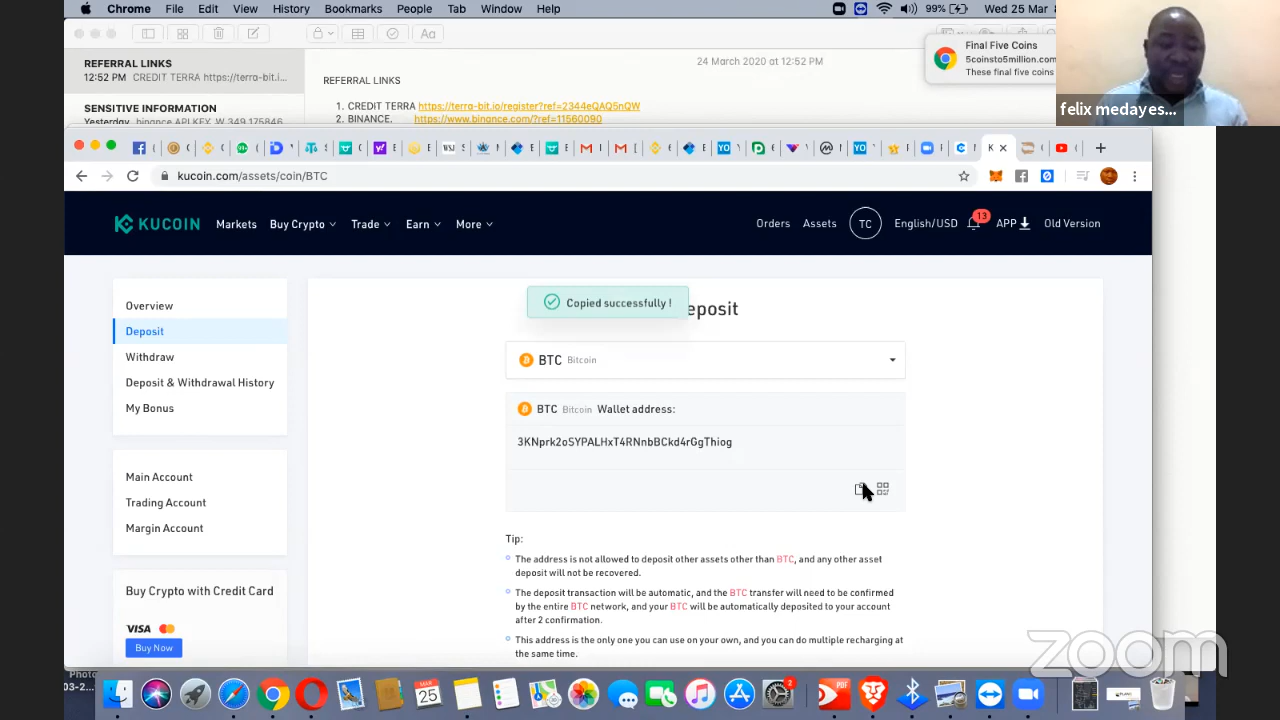 Chrome File Edit View History Bookmarks People Tab Window Help
99% Wed 25 Mar
REFERRAL LINKS
12:52 PM CREDIT TERRA https://terra-bit.i...
SENSITIVE INFORMATION
Yesterday binance API KEY. W 349 175846
24 March 2020 at 12:52 PM
REFERRAL LINKS
1. CREDIT TERRA https://terra-bit.io/register?ref=2344eQAQ5nQW
2. BINANCE. https://www.binance.com/?ref=11560090
Final Five Coins
5coinsto5million.com
These final five coins
felix medayes...
kucoin.com/assets/coin/BTC
KUCOIN Markets Buy Crypto Trade Earn More
Orders Assets TC English/USD 13 APP Old Version
Overview
Deposit
Withdraw
Deposit & Withdrawal History
My Bonus
Main Account
Trading Account
Margin Account
Buy Crypto with Credit Card
VISA
Buy Now
Copied successfully !
eposit
BTC Bitcoin
BTC Bitcoin Wallet address:
3KNprk2oSYPALHxT4RNnbBCkd4rGgThiog
Tip:
The address is not allowed to deposit other assets other than BTC, and any other asset
deposit will not be recovered.
The deposit transaction will be automatic, and the BTC transfer will need to be confirmed
by the entire BTC network, and your BTC will be automatically deposited to your account
after 2 confirmation.
This address is the only one you can use on your own, and you can do multiple recharging at
the same time.
zoom